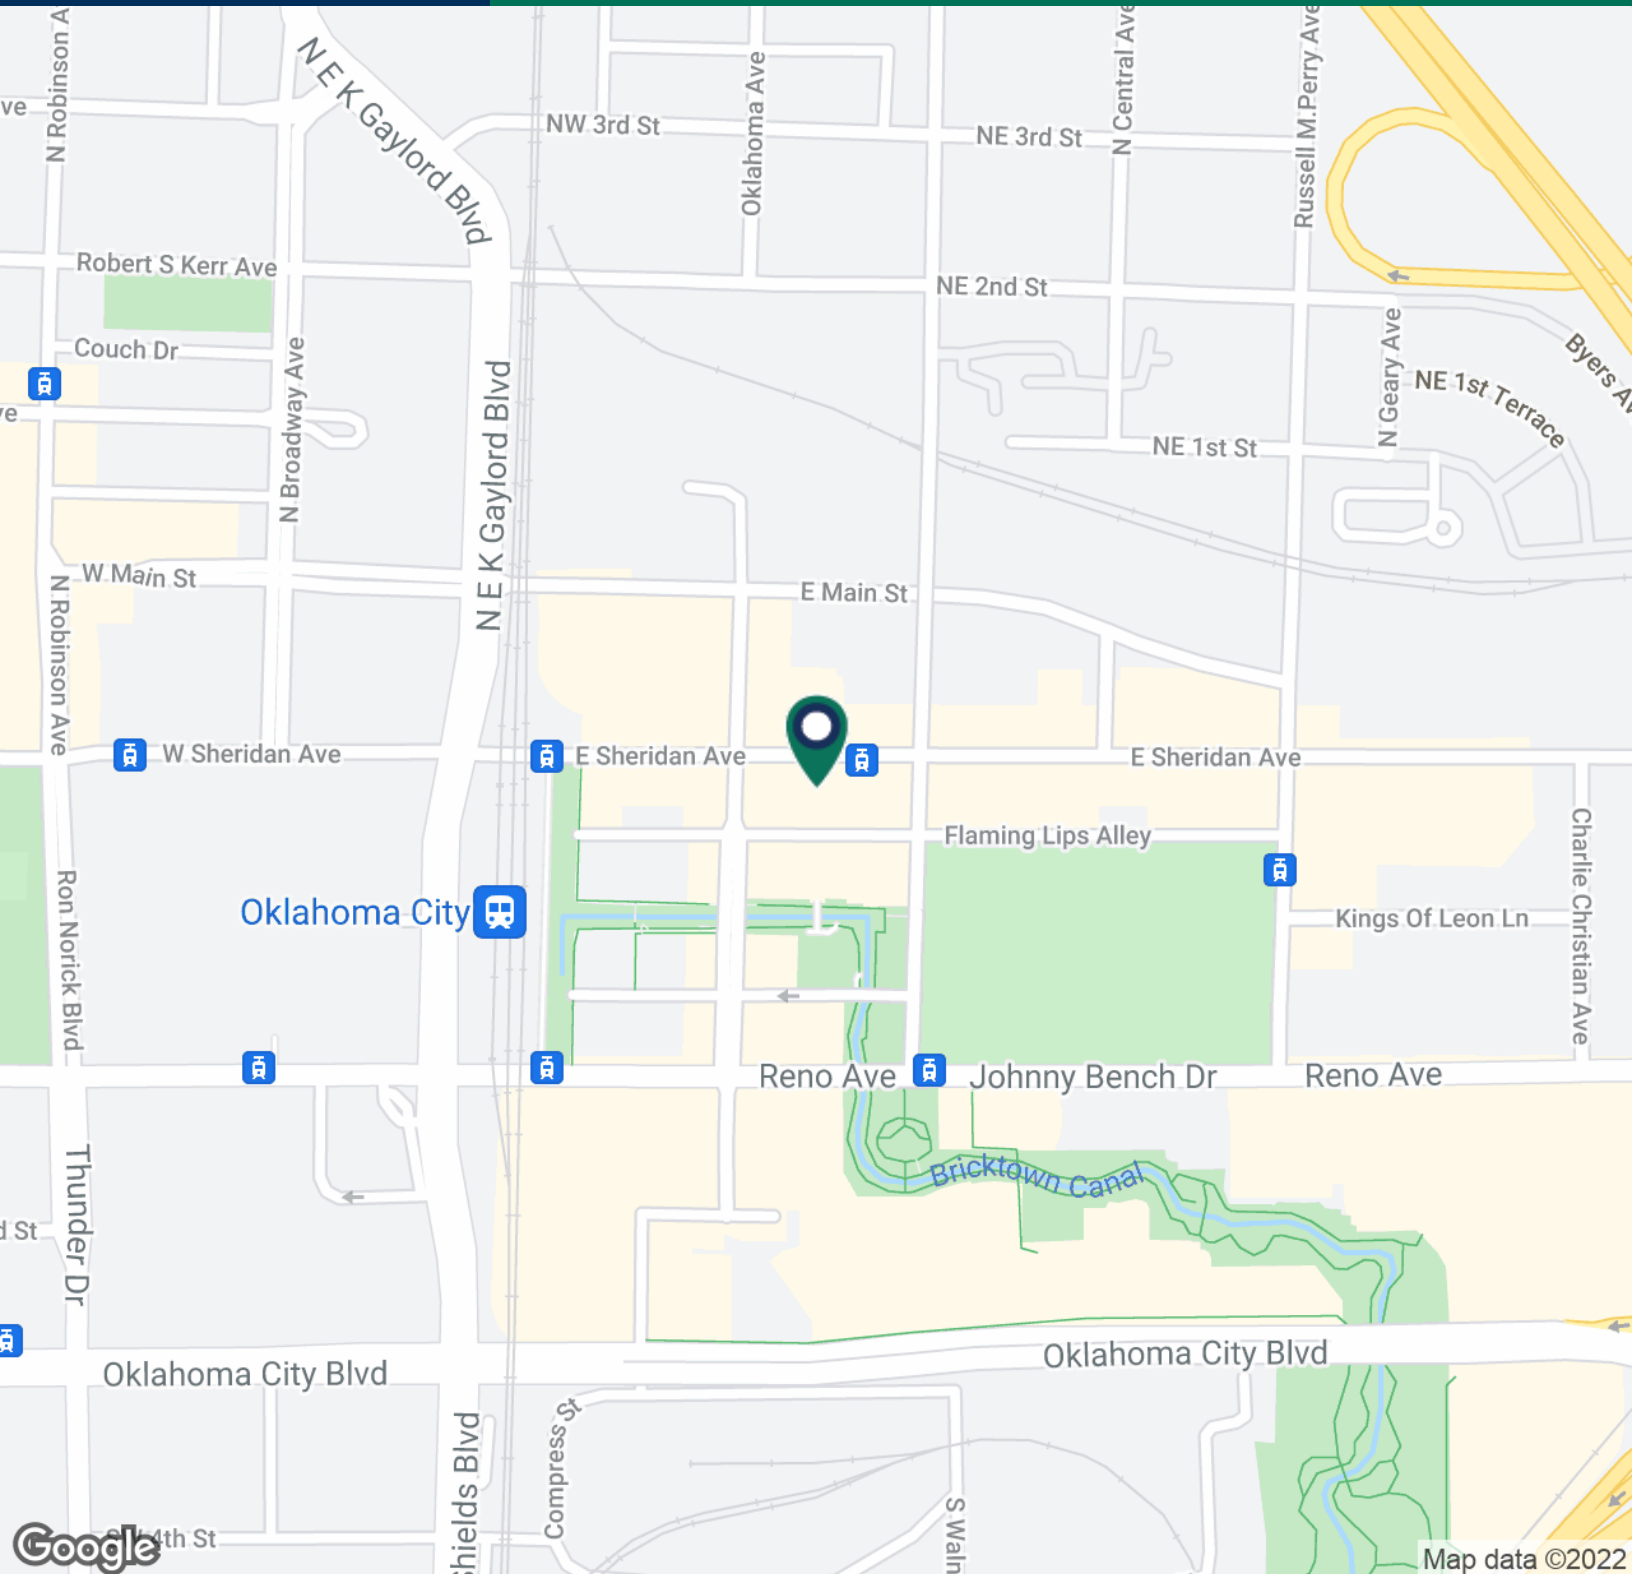 N Robinson A
N E K Gaylord Blvd
Oklahoma Ave
N Central Ave
Russell M.Perry Ave
ve
NW 3rd St
NE 3rd St
Robert S Kerr Ave
NE 2nd St
Couch Dr
N Broadway Ave
N E K Gaylord Blvd
N Geary Ave
Byers Av
NE 1st Terrace
ve
NE 1st St
W Main St
E Main St
N Robinson Ave
W Sheridan Ave
E Sheridan Ave
E Sheridan Ave
Flaming Lips Alley
Charlie Christian Ave
Ron Norick Blvd
Oklahoma City
Kings Of Leon Ln
Reno Ave
Johnny Bench Dr
Reno Ave
Thunder Dr
Bricktown Canal
d St
Oklahoma City Blvd
Oklahoma City Blvd
Shields Blvd
Compress St
S Waln
4th St
Google
Map data ©2022